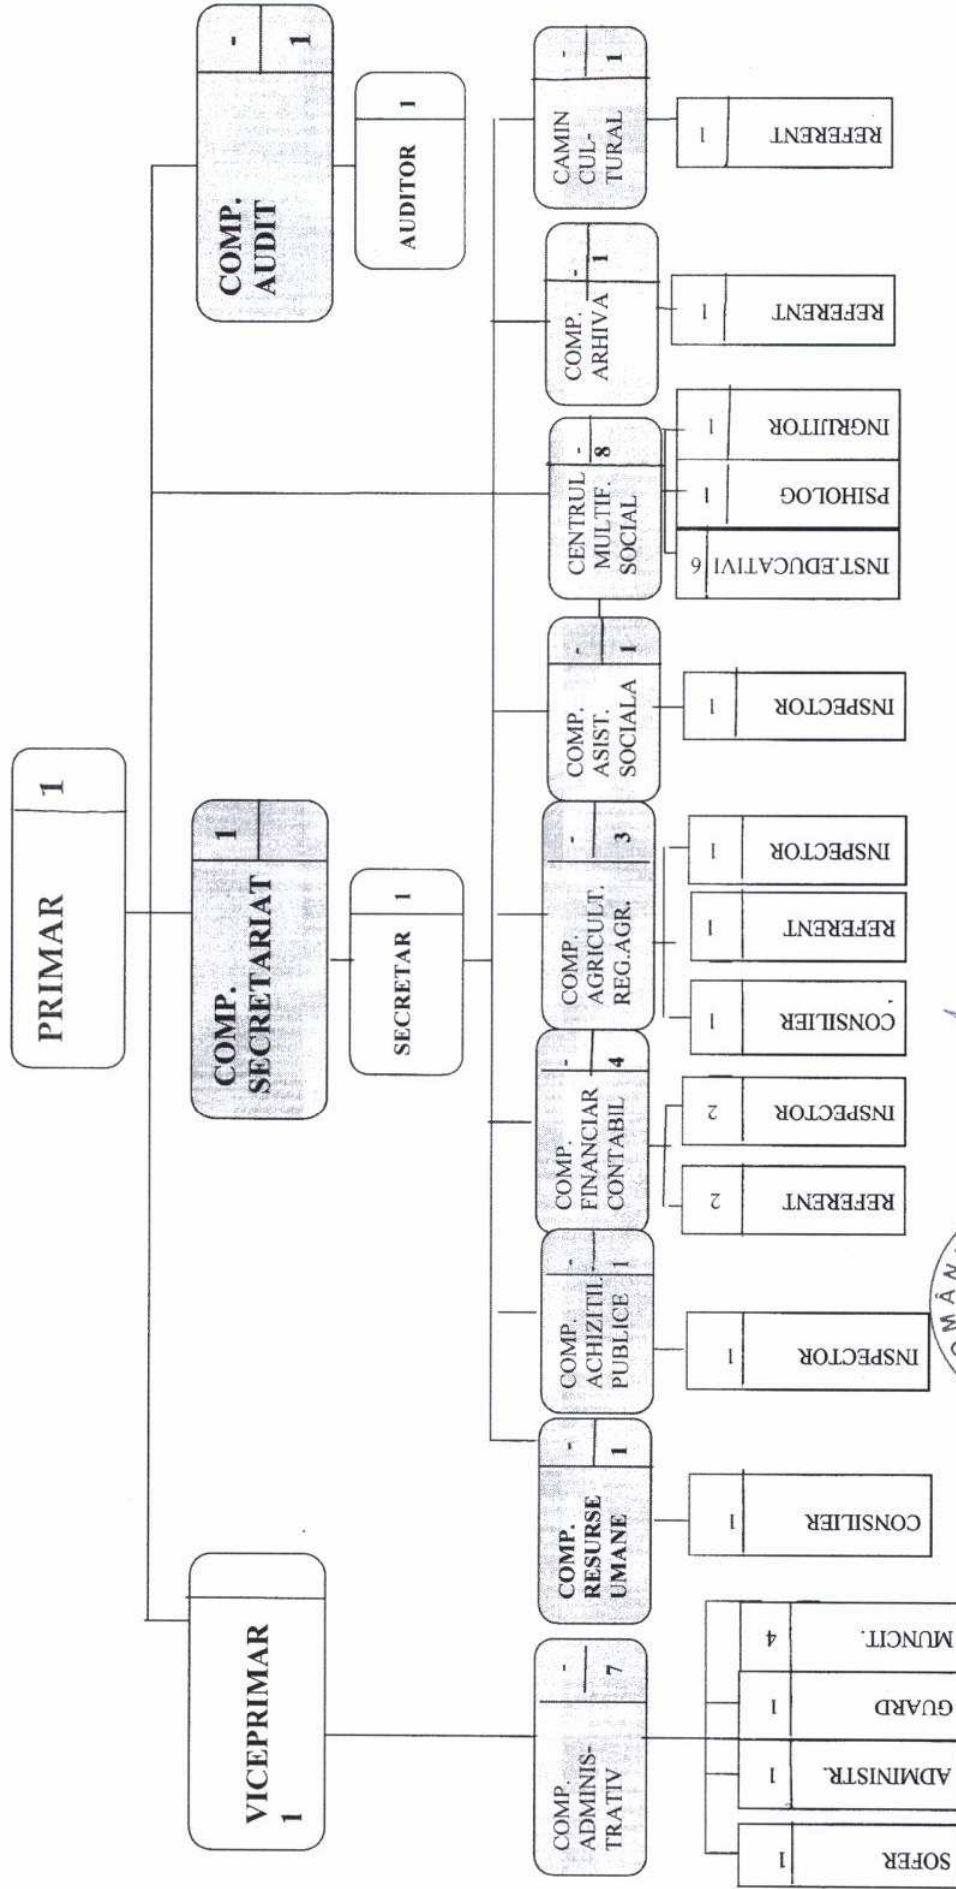 PRIMAR 1
VICEPRIMAR
1
COMP. 1
SECRETARIAT
COMP. -
AUDIT 1
SECRETAR 1
AUDITOR 1
COMP. -
ADMINIS-
TRATIV 7
COMP. -
RESURSE
UMANE 1
COMP. -
ACHIZITII.
PUBLICE 1
COMP. -
FINANCIAR
CONTABIL 4
COMP. -
AGRICULT.
REG.AGR. 3
COMP. -
ASIST.
SOCIALA 1
CENTRUL -
MULTIF. 8
SOCIAL
COMP. -
ARHIVA 1
CAMIN -
CUL-
TURAL 1
SOFER 1
ADMINISTR. 1
GUARD 1
MUNCIT. 4
CONSILIER 1
INSPECTOR 1
REFERENT 2
INSPECTOR 2
CONSILIER 1
REFERENT 1
INSPECTOR 1
INSPECTOR 1
INST.EDUCATIVI 6
PSIHOLOG 1
INGRIJITOR 1
REFERENT 1
REFERENT 1